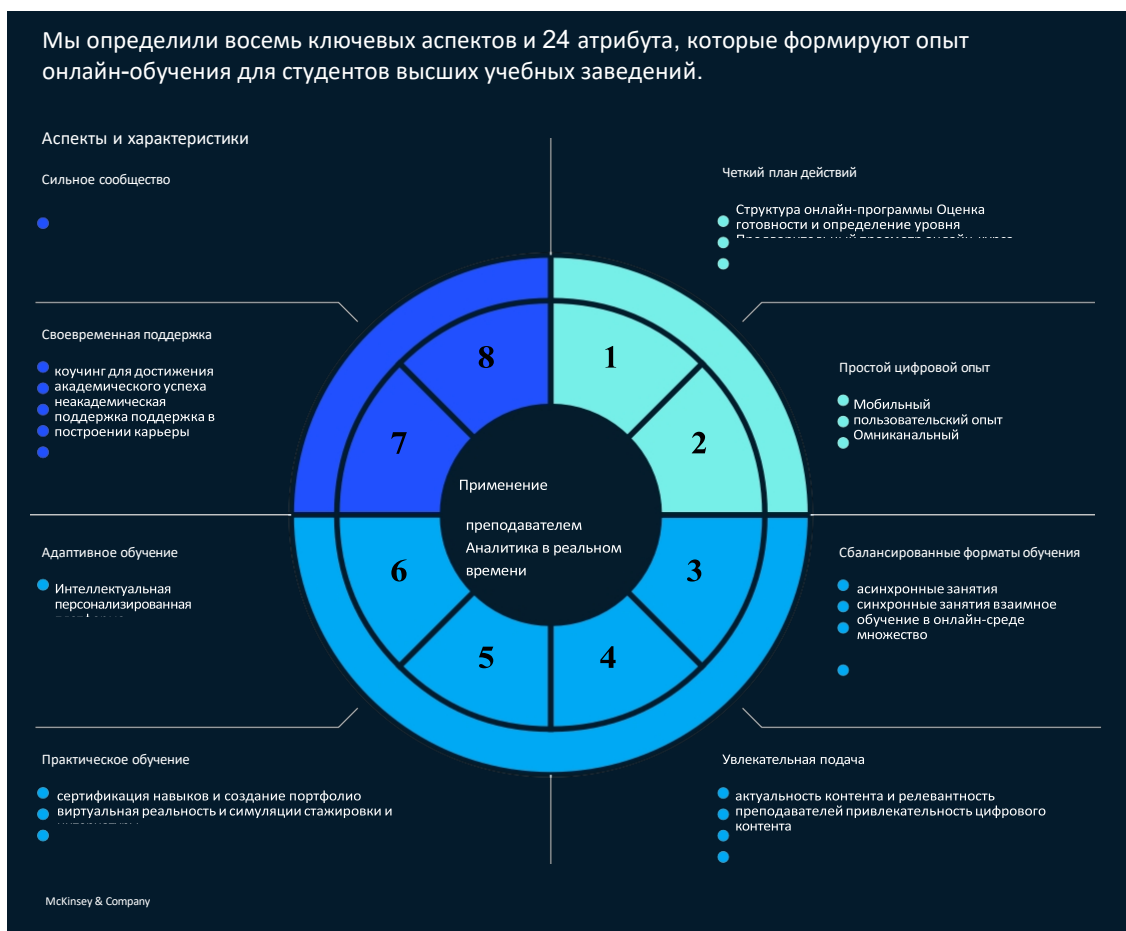 Мы определили восемь ключевых аспектов и 24 атрибута, которые формируют опыт
онлайн-обучения для студентов высших учебных заведений.
Аспекты и характеристики
Сильное сообщество
Четкий план действий
Структура онлайн-программы Оценка
готовности и определение уровня
Своевременная поддержка
коучинг для достижения
академического успеха
неакадемическая
поддержка поддержка в
построении карьеры
Простой цифровой опыт
Мобильный
пользовательский опыт
Омниканальный
8
1
7
2
Применение
преподавателем
Аналитика в реальном
времени
6
3
5
4
Адаптивное обучение
Интеллектуальная
персонализированная
Сбалансированные форматы обучения
асинхронные занятия
синхронные занятия взаимное
обучение в онлайн-среде
множество
Практическое обучение
сертификация навыков и создание портфолио
виртуальная реальность и симуляции стажировки и
Увлекательная подача
актуальность контента и релевантность
преподавателей привлекательность цифрового
контента
McKinsey & Company